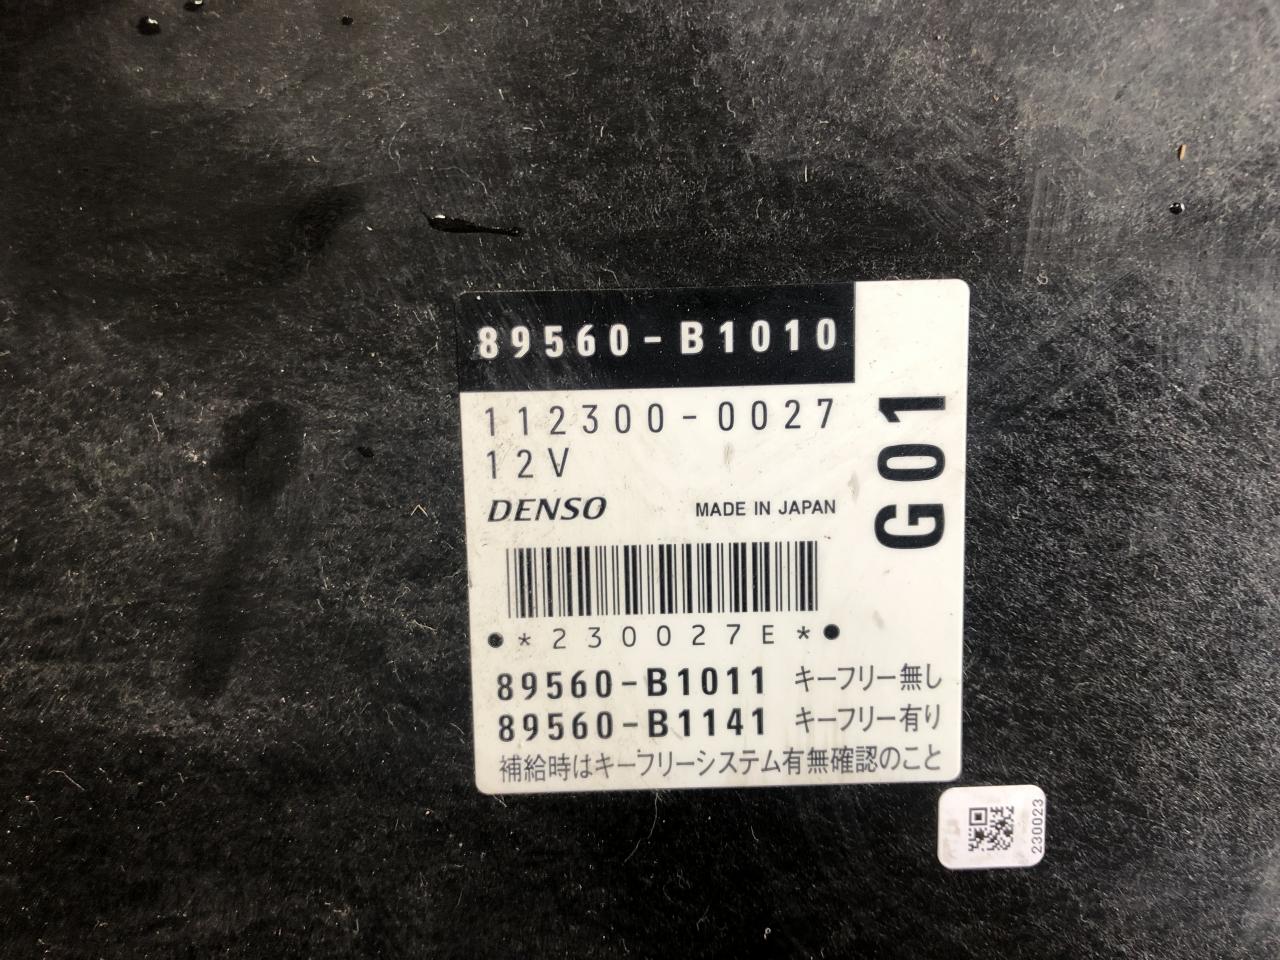 89560-B1010
112300-0027
12V
DENSO MADE IN JAPAN
G01
*230027E*
89560-B1011 キーフリー無し
89560-B1141 キーフリー有り
補給時はキーフリーシステム有無確認のこと
230023